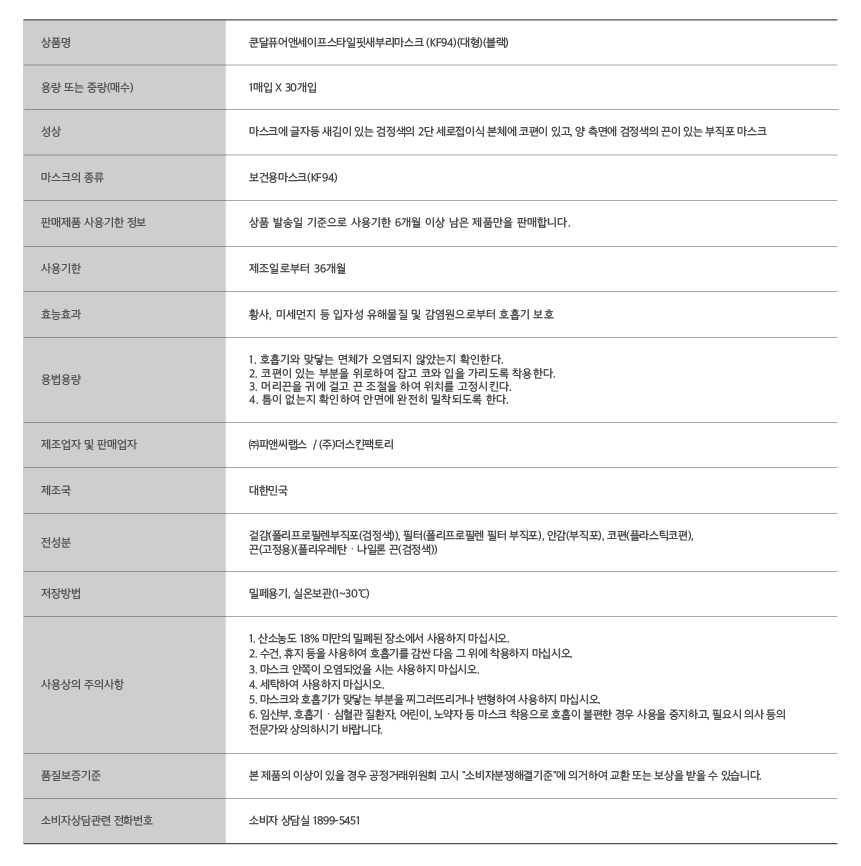 상품명
쿤달퓨어앤세이프스타일핏새부리마스크 (KF94)(대형)(블랙)
용량 또는 중량(매수)
1매입 X 30개입
성상
마스크에 글자등 새김이 있는 검정색의 2단 세로접이식 본체에 코편이 있고, 양 측면에 검정색의 끈이 있는 부직포 마스크
마스크의 종류
보건용마스크(KF94)
판매제품 사용기한 정보
상품 발송일 기준으로 사용기한 6개월 이상 남은 제품만을 판매합니다.
사용기한
제조일로부터 36개월
효능효과
황사, 미세먼지 등 입자성 유해물질 및 감염원으로부터 호흡기 보호
용법용량
1. 호흡기와 맞닿는 면체가 오염되지 않았는지 확인한다.
2. 코편이 있는 부분을 위로하여 잡고 코와 입을 가리도록 착용한다.
3. 머리끈을 귀에 걸고 끈 조절을 하여 위치를 고정시킨다.
4. 틈이 없는지 확인하여 안면에 완전히 밀착되도록 한다.
제조업자 및 판매업자
㈜피앤씨랩스 / (주)더스킨팩토리
제조국
대한민국
전성분
겉감(폴리프로필렌부직포(검정색)), 필터(폴리프로필렌 필터 부직포), 안감(부직포), 코편(플라스틱코편),
끈(고정용)(폴리우레탄 · 나일론 끈(검정색))
저장방법
밀폐용기, 실온보관(1~30℃)
사용상의 주의사항
1. 산소농도 18% 미만의 밀폐된 장소에서 사용하지 마십시오.
2. 수건, 휴지 등을 사용하여 호흡기를 감싼 다음 그 위에 착용하지 마십시오.
3. 마스크 안쪽이 오염되었을 시는 사용하지 마십시오.
4. 세탁하여 사용하지 마십시오.
5. 마스크와 호흡기가 맞닿는 부분을 찌그러뜨리거나 변형하여 사용하지 마십시오.
6. 임산부, 호흡기 · 심혈관 질환자, 어린이, 노약자 등 마스크 착용으로 호흡이 불편한 경우 사용을 중지하고, 필요시 의사 등의
전문가와 상의하시기 바랍니다.
품질보증기준
본 제품의 이상이 있을 경우 공정거래위원회 고시 "소비자분쟁해결기준"에 의거하여 교환 또는 보상을 받을 수 있습니다.
소비자상담관련 전화번호
소비자 상담실 1899-5451